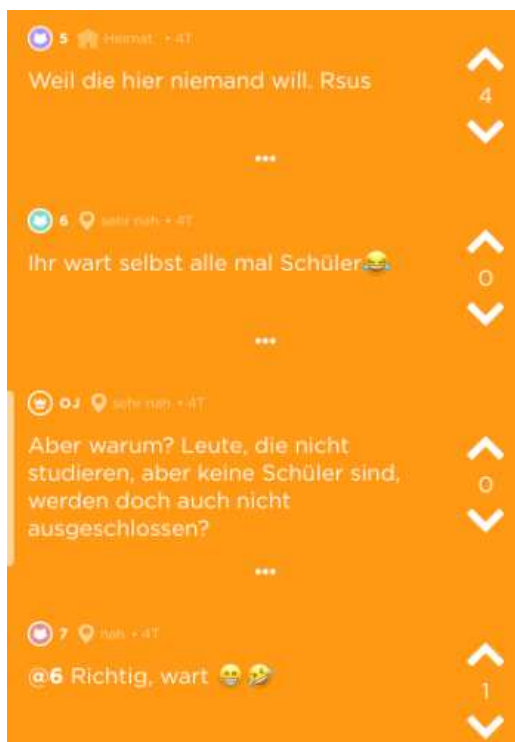 5 Heimat • 4T
Weil die hier niemand will. Rsus
4
•••
6 sehr nah • 4T
Ihr wart selbst alle mal Schüler😂
0
•••
OJ sehr nah • 4T
Aber warum? Leute, die nicht
studieren, aber keine Schüler sind,
werden doch auch nicht
ausgeschlossen?
0
•••
7 nah • 4T
@6 Richtig, wart 😁🤣
1